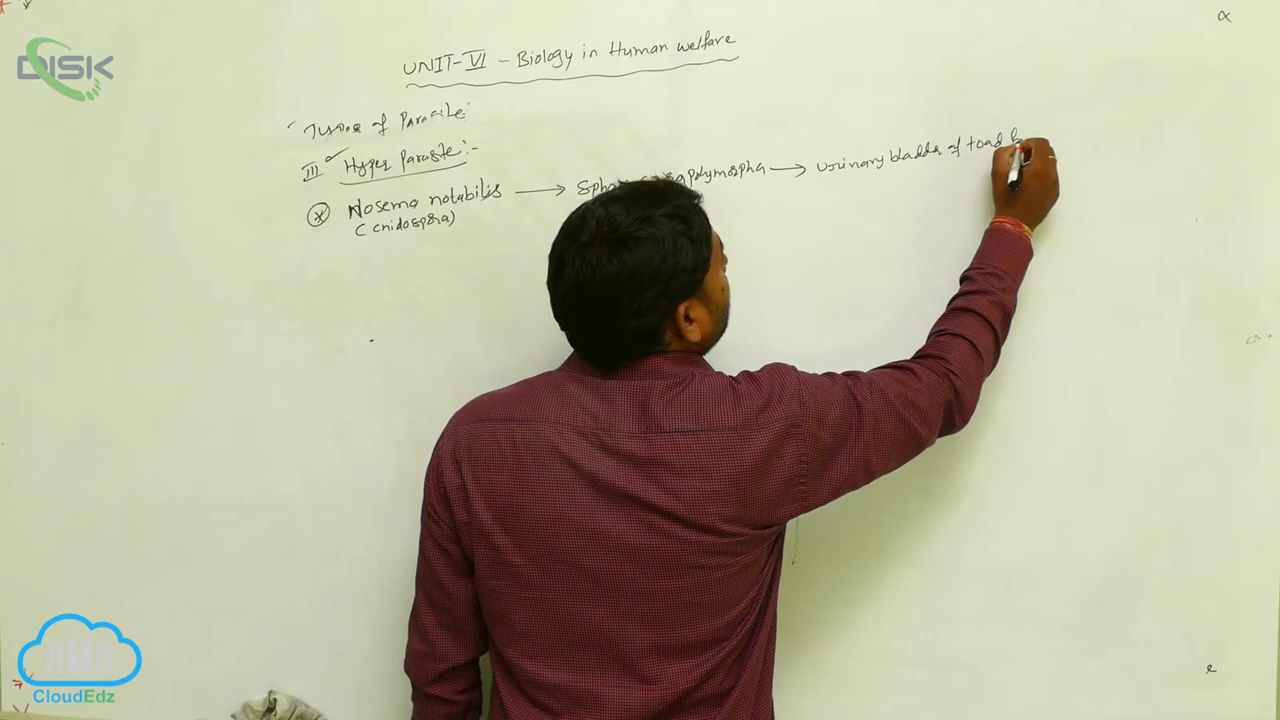 DISK
UNIT-VI - Biology in Human welfare
Types of Parasite:
III Hyper Parasite:-
Nosema notabilis → polymorpha → Urinary bladder of toad
(cnidospora)
CloudEdz